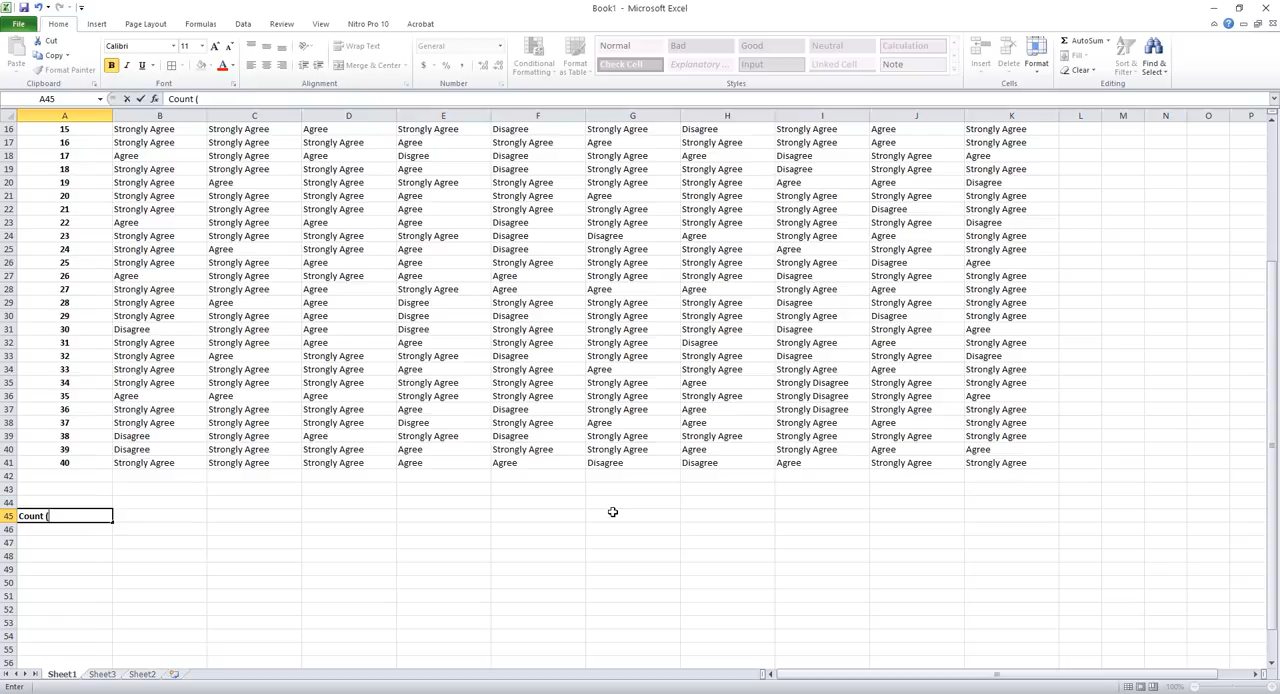 Book1 - Microsoft Excel
File Home Insert Page Layout Formulas Data Review View Nitro Pro 10 Acrobat
Cut
Copy
Format Painter
Paste
Clipboard
Calibri 11
B I U
Font
Wrap Text
Merge & Center
Alignment
General
$ % ,
Number
Conditional Formatting
Format as Table
Normal Bad Good Neutral Calculation
Check Cell Explanatory ... Input Linked Cell Note
Styles
Insert Delete Format
Cells
AutoSum
Fill
Clear
Sort & Filter
Find & Select
Editing
A45 fx Count (
A B C D E F G H I J K L M N O P
16 15 Strongly Agree Strongly Agree Agree Strongly Agree Disagree Strongly Agree Disagree Strongly Agree Agree Strongly Agree
17 16 Strongly Agree Strongly Agree Strongly Agree Agree Strongly Agree Agree Strongly Agree Strongly Agree Agree Strongly Agree
18 17 Agree Strongly Agree Agree Disgree Disagree Strongly Agree Agree Disagree Strongly Agree Agree
19 18 Strongly Agree Strongly Agree Strongly Agree Agree Disagree Strongly Agree Strongly Agree Disagree Strongly Agree Strongly Agree
20 19 Strongly Agree Agree Strongly Agree Strongly Agree Strongly Agree Strongly Agree Strongly Agree Agree Agree Disagree
21 20 Strongly Agree Strongly Agree Strongly Agree Agree Strongly Agree Agree Strongly Agree Strongly Agree Strongly Agree Strongly Agree
22 21 Strongly Agree Strongly Agree Strongly Agree Agree Strongly Agree Strongly Agree Strongly Agree Strongly Agree Disagree Strongly Agree
23 22 Agree Strongly Agree Agree Agree Disagree Strongly Agree Strongly Agree Strongly Agree Strongly Agree Disagree
24 23 Strongly Agree Strongly Agree Strongly Agree Strongly Agree Disagree Disagree Agree Strongly Agree Agree Strongly Agree
25 24 Strongly Agree Agree Strongly Agree Agree Disagree Strongly Agree Strongly Agree Agree Strongly Agree Strongly Agree
26 25 Strongly Agree Strongly Agree Agree Agree Strongly Agree Strongly Agree Strongly Agree Strongly Agree Disagree Agree
27 26 Agree Strongly Agree Strongly Agree Agree Agree Strongly Agree Strongly Agree Disagree Strongly Agree Strongly Agree
28 27 Strongly Agree Strongly Agree Agree Strongly Agree Agree Agree Agree Strongly Agree Agree Strongly Agree
29 28 Strongly Agree Agree Agree Disgree Strongly Agree Strongly Agree Strongly Agree Disagree Strongly Agree Strongly Agree
30 29 Strongly Agree Strongly Agree Agree Disgree Disagree Strongly Agree Strongly Agree Strongly Agree Disagree Strongly Agree
31 30 Disagree Strongly Agree Agree Disgree Strongly Agree Strongly Agree Strongly Agree Disagree Strongly Agree Agree
32 31 Strongly Agree Strongly Agree Agree Agree Strongly Agree Strongly Agree Disagree Strongly Agree Agree Strongly Agree
33 32 Strongly Agree Agree Strongly Agree Strongly Agree Disagree Strongly Agree Strongly Agree Disagree Strongly Agree Disagree
34 33 Strongly Agree Strongly Agree Strongly Agree Agree Strongly Agree Agree Strongly Agree Strongly Agree Agree Strongly Agree
35 34 Strongly Agree Strongly Agree Strongly Agree Strongly Agree Strongly Agree Strongly Agree Agree Strongly Disagree Strongly Agree Strongly Agree
36 35 Agree Agree Agree Strongly Agree Strongly Agree Strongly Agree Strongly Agree Strongly Disagree Strongly Agree Agree
37 36 Strongly Agree Strongly Agree Strongly Agree Agree Disagree Strongly Agree Agree Strongly Disagree Strongly Agree Strongly Agree
38 37 Strongly Agree Strongly Agree Strongly Agree Disgree Strongly Agree Agree Agree Strongly Agree Agree Strongly Agree
39 38 Disagree Strongly Agree Agree Strongly Agree Disagree Strongly Agree Strongly Agree Strongly Agree Strongly Agree Strongly Agree
40 39 Disagree Strongly Agree Strongly Agree Agree Strongly Agree Strongly Agree Agree Strongly Agree Agree Agree
41 40 Strongly Agree Strongly Agree Strongly Agree Agree Agree Disagree Disagree Agree Strongly Agree Strongly Agree
42
43
44
45 Count (
46
47
48
49
50
51
52
53
54
55
56
Sheet1 Sheet3 Sheet2
Enter 100%